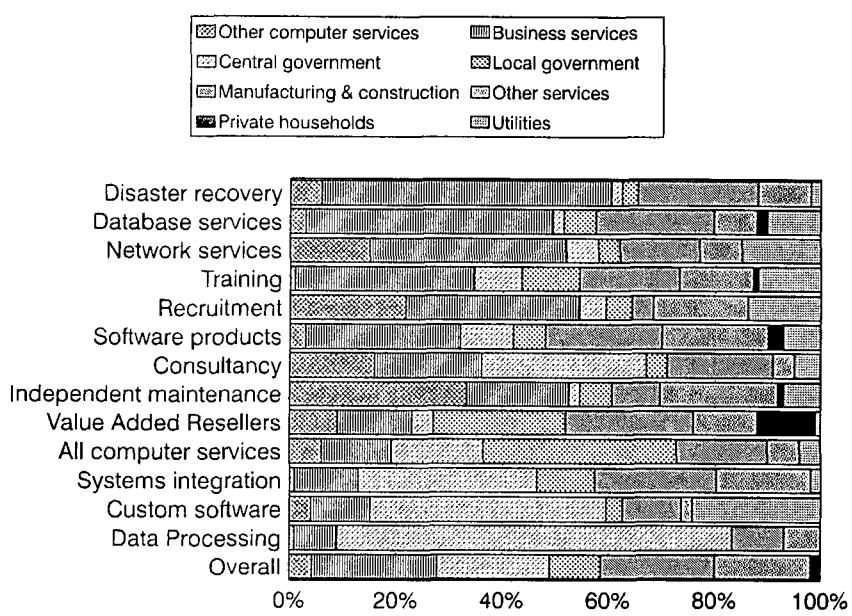 Other computer services Business services
Central government Local government
Manufacturing & construction Other services
Private households Utilities
Disaster recovery
Database services
Network services
Training
Recruitment
Software products
Consultancy
Independent maintenance
Value Added Resellers
All computer services
Systems integration
Custom software
Data Processing
Overall
0% 20% 40% 60% 80% 100%